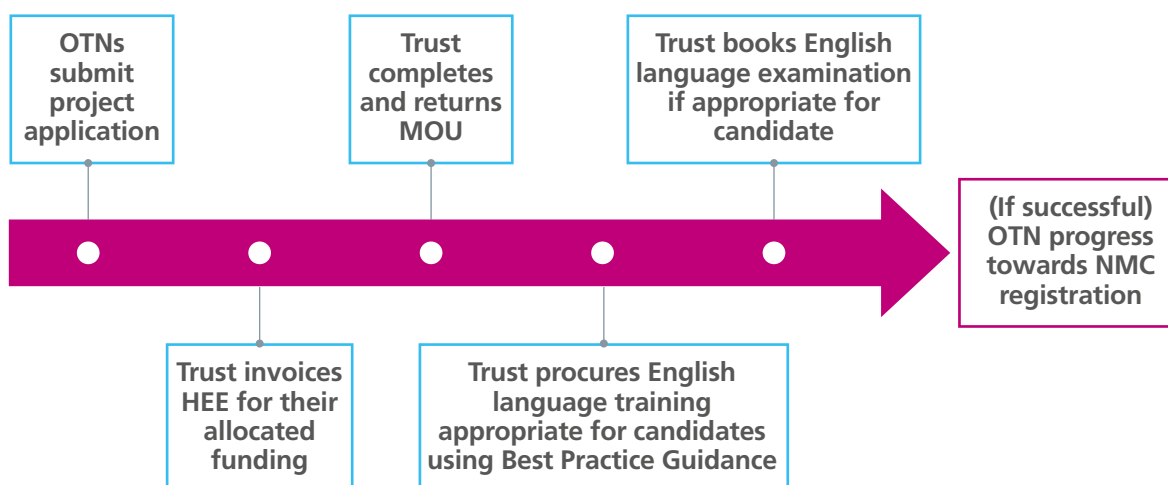 OTNs
submit
project
application
Trust invoices
HEE for their
allocated
funding
Trust
completes
and returns
MOU
Trust procures English
language training
appropriate for candidates
using Best Practice Guidance
Trust books English
language examination
if appropriate for
candidate
(If successful)
OTN progress
towards NMC
registration